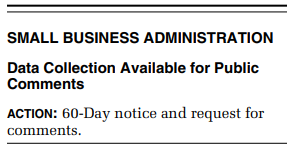 SMALL BUSINESS ADMINISTRATION
Data Collection Available for Public
Comments
ACTION: 60-Day notice and request for
comments.